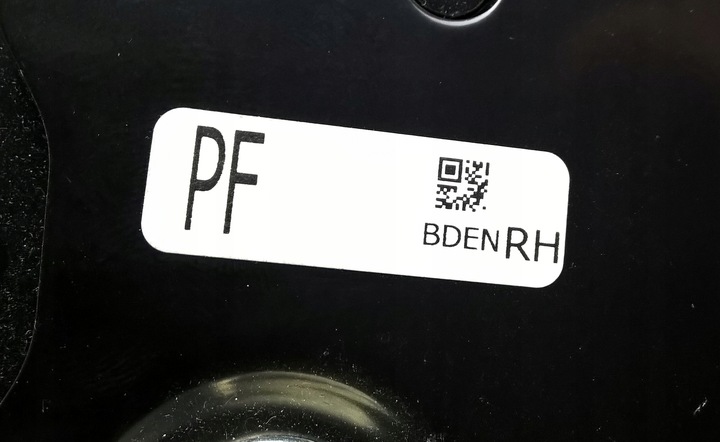 PF
BDEN RH